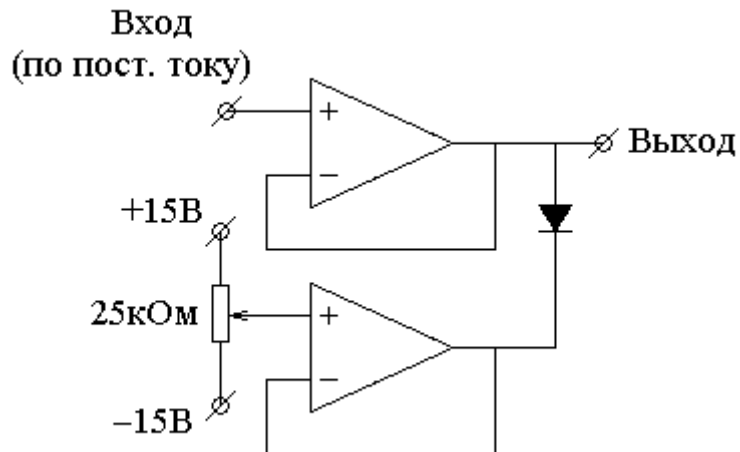 Вход
(по пост. току)
+
−
Выход
+15В
25кОм
+
−
−15В